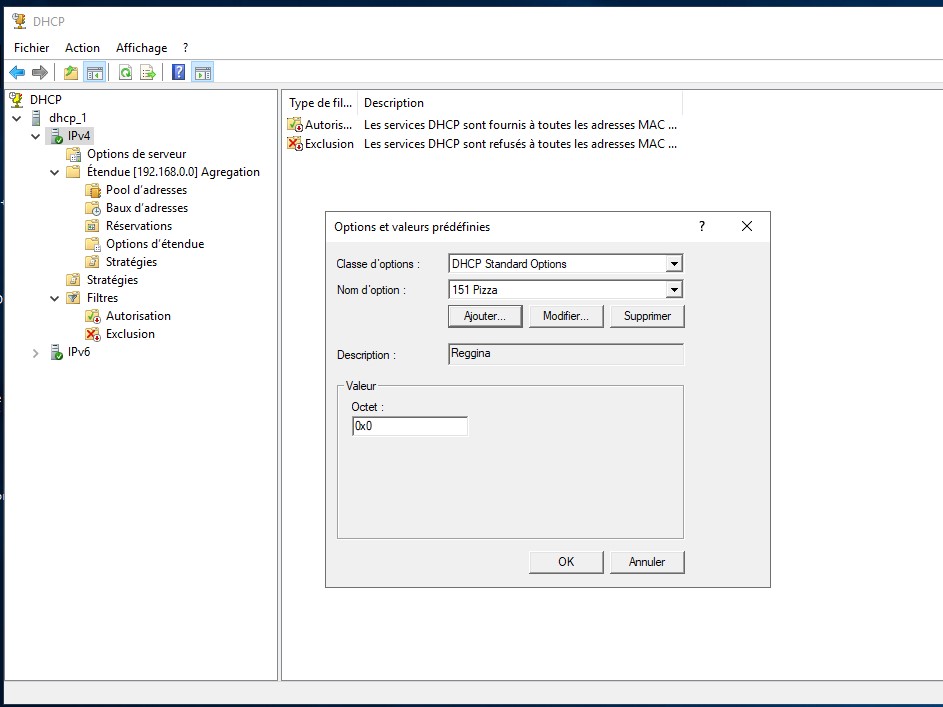 DHCP
Fichier Action Affichage ?
DHCP
dhcp_1
IPv4
Options de serveur
Étendue [192.168.0.0] Agregation
Pool d'adresses
Baux d'adresses
Réservations
Options d'étendue
Stratégies
Stratégies
Filtres
Autorisation
Exclusion
IPv6
Type de fil... Description
Autoris... Les services DHCP sont fournis à toutes les adresses MAC ...
Exclusion Les services DHCP sont refusés à toutes les adresses MAC ...
Options et valeurs prédéfinies ?
Classe d'options : DHCP Standard Options
Nom d'option : 151 Pizza
Ajouter... Modifier... Supprimer
Description : Reggina
Valeur
Octet :
0x0
OK Annuler